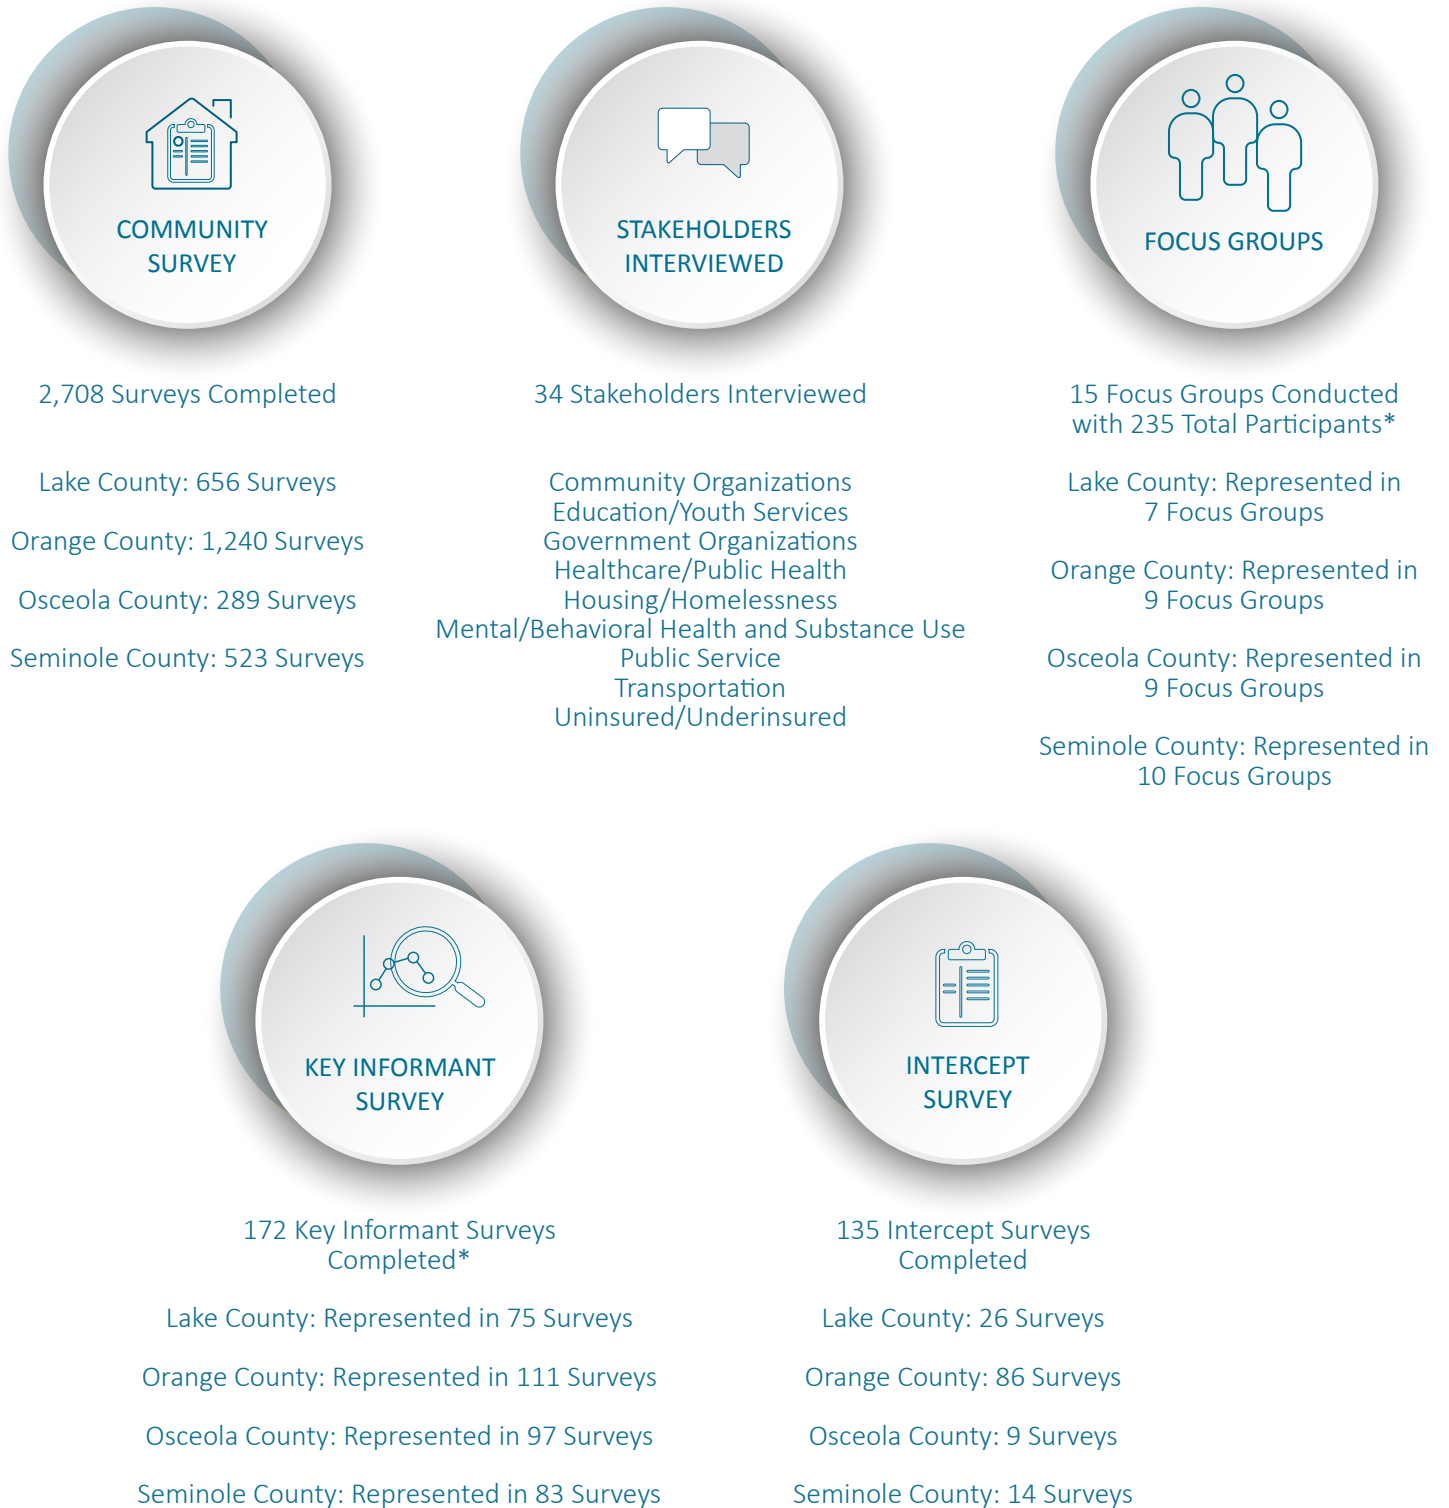 COMMUNITY
SURVEY
2,708 Surveys Completed
Lake County: 656 Surveys
Orange County: 1,240 Surveys
Osceola County: 289 Surveys
Seminole County: 523 Surveys
STAKEHOLDERS
INTERVIEWED
34 Stakeholders Interviewed
Community Organizations
Education/Youth Services
Government Organizations
Healthcare/Public Health
Housing/Homelessness
Mental/Behavioral Health and Substance Use
Public Service
Transportation
Uninsured/Underinsured
FOCUS GROUPS
15 Focus Groups Conducted
with 235 Total Participants*
Lake County: Represented in
7 Focus Groups
Orange County: Represented in
9 Focus Groups
Osceola County: Represented in
9 Focus Groups
Seminole County: Represented in
10 Focus Groups
KEY INFORMANT
SURVEY
172 Key Informant Surveys
Completed*
Lake County: Represented in 75 Surveys
Orange County: Represented in 111 Surveys
Osceola County: Represented in 97 Surveys
Seminole County: Represented in 83 Surveys
INTERCEPT
SURVEY
135 Intercept Surveys
Completed
Lake County: 26 Surveys
Orange County: 86 Surveys
Osceola County: 9 Surveys
Seminole County: 14 Surveys